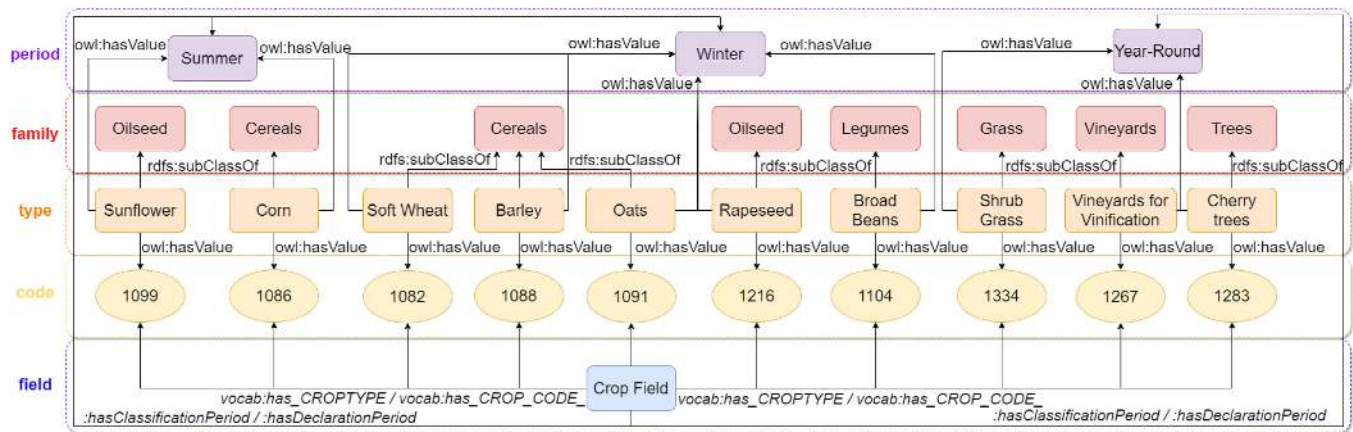 owl:hasValue
owl:hasValue
owl:hasValue
owl:hasValue
owl:hasValue
period
Summer
Winter
Year-Round
owl:hasValue
owl:hasValue
family
Oilseed
Cereals
Cereals
Oilseed
Legumes
Grass
Vineyards
Trees
rdfs:subClassOf
rdfs:subClassOf
rdfs:subClassOf
rdfs:subClassOf
rdfs:subClassOf
rdfs:subClassOf
type
Sunflower
Corn
Soft Wheat
Barley
Oats
Rapeseed
Broad
Beans
Shrub
Grass
Vineyards for
Vinification
Cherry
trees
owl:hasValue
owl:hasValue
owl:hasValue
owl:hasValue
owl:hasValue
owl:hasValue
owl:hasValue
owl:hasValue
owl:hasValue
owl:hasValue
code
1099
1086
1082
1088
1091
1216
1104
1334
1267
1283
field
Crop Field
vocab:has_CROPTYPE / vocab:has_CROP_CODE_
vocab:has_CROPTYPE / vocab:has_CROP_CODE_
:hasClassificationPeriod / :hasDeclarationPeriod
:hasClassificationPeriod / :hasDeclarationPeriod